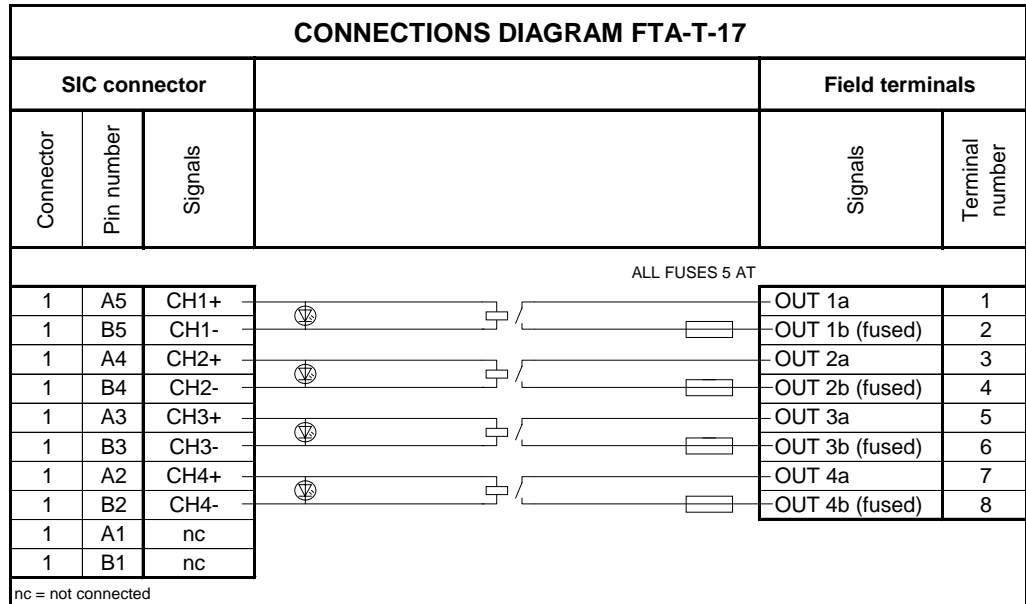 CONNECTIONS DIAGRAM FTA-T-17
SIC connector Field terminals
Connector Pin number Signals Signals Terminal number
ALL FUSES 5 AT
1 A5 CH1+ OUT 1a 1
1 B5 CH1- OUT 1b (fused) 2
1 A4 CH2+ OUT 2a 3
1 B4 CH2- OUT 2b (fused) 4
1 A3 CH3+ OUT 3a 5
1 B3 CH3- OUT 3b (fused) 6
1 A2 CH4+ OUT 4a 7
1 B2 CH4- OUT 4b (fused) 8
1 A1 nc
1 B1 nc
nc = not connected